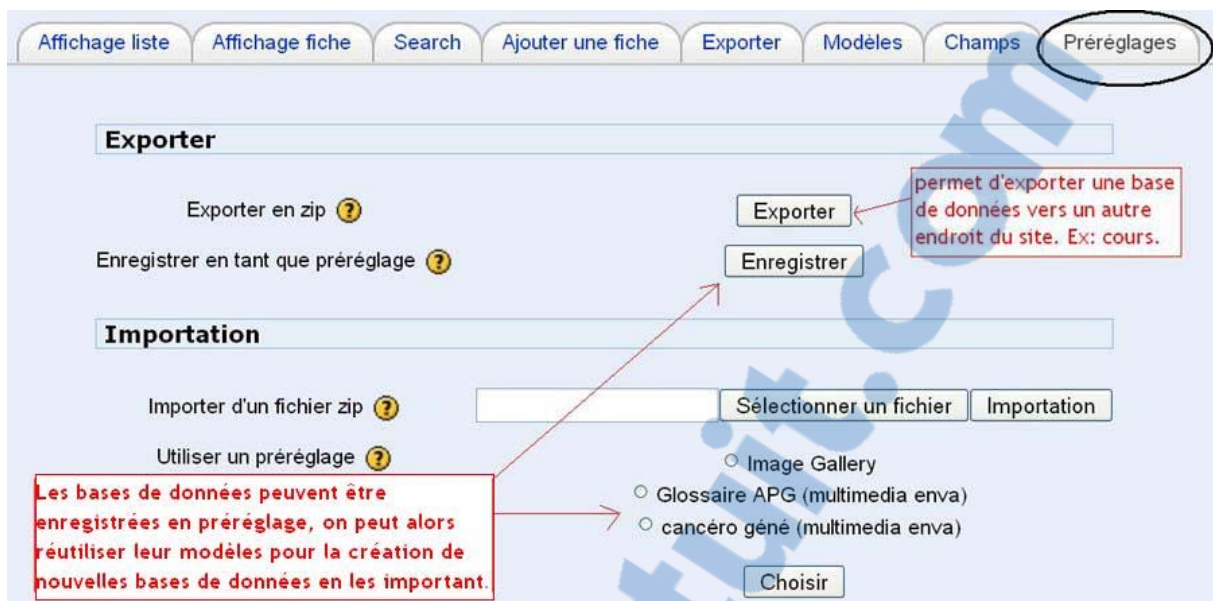 Affichage liste Affichage fiche Search Ajouter une fiche Exporter Modèles Champs Préréglages
Exporter
Exporter en zip ? Exporter
permet d'exporter une base
de données vers un autre
endroit du site. Ex: cours.
Enregistrer en tant que préréglage ? Enregistrer
Importation
Importer d'un fichier zip ? Sélectionner un fichier Importation
Utiliser un préréglage ?
Image Gallery
Glossaire APG (multimedia enva)
cancéro géné (multimedia enva)
Les bases de données peuvent être
enregistrées en préréglage, on peut alors
réutiliser leur modèles pour la création de
nouvelles bases de données en les important.
Choisir
tuit.com